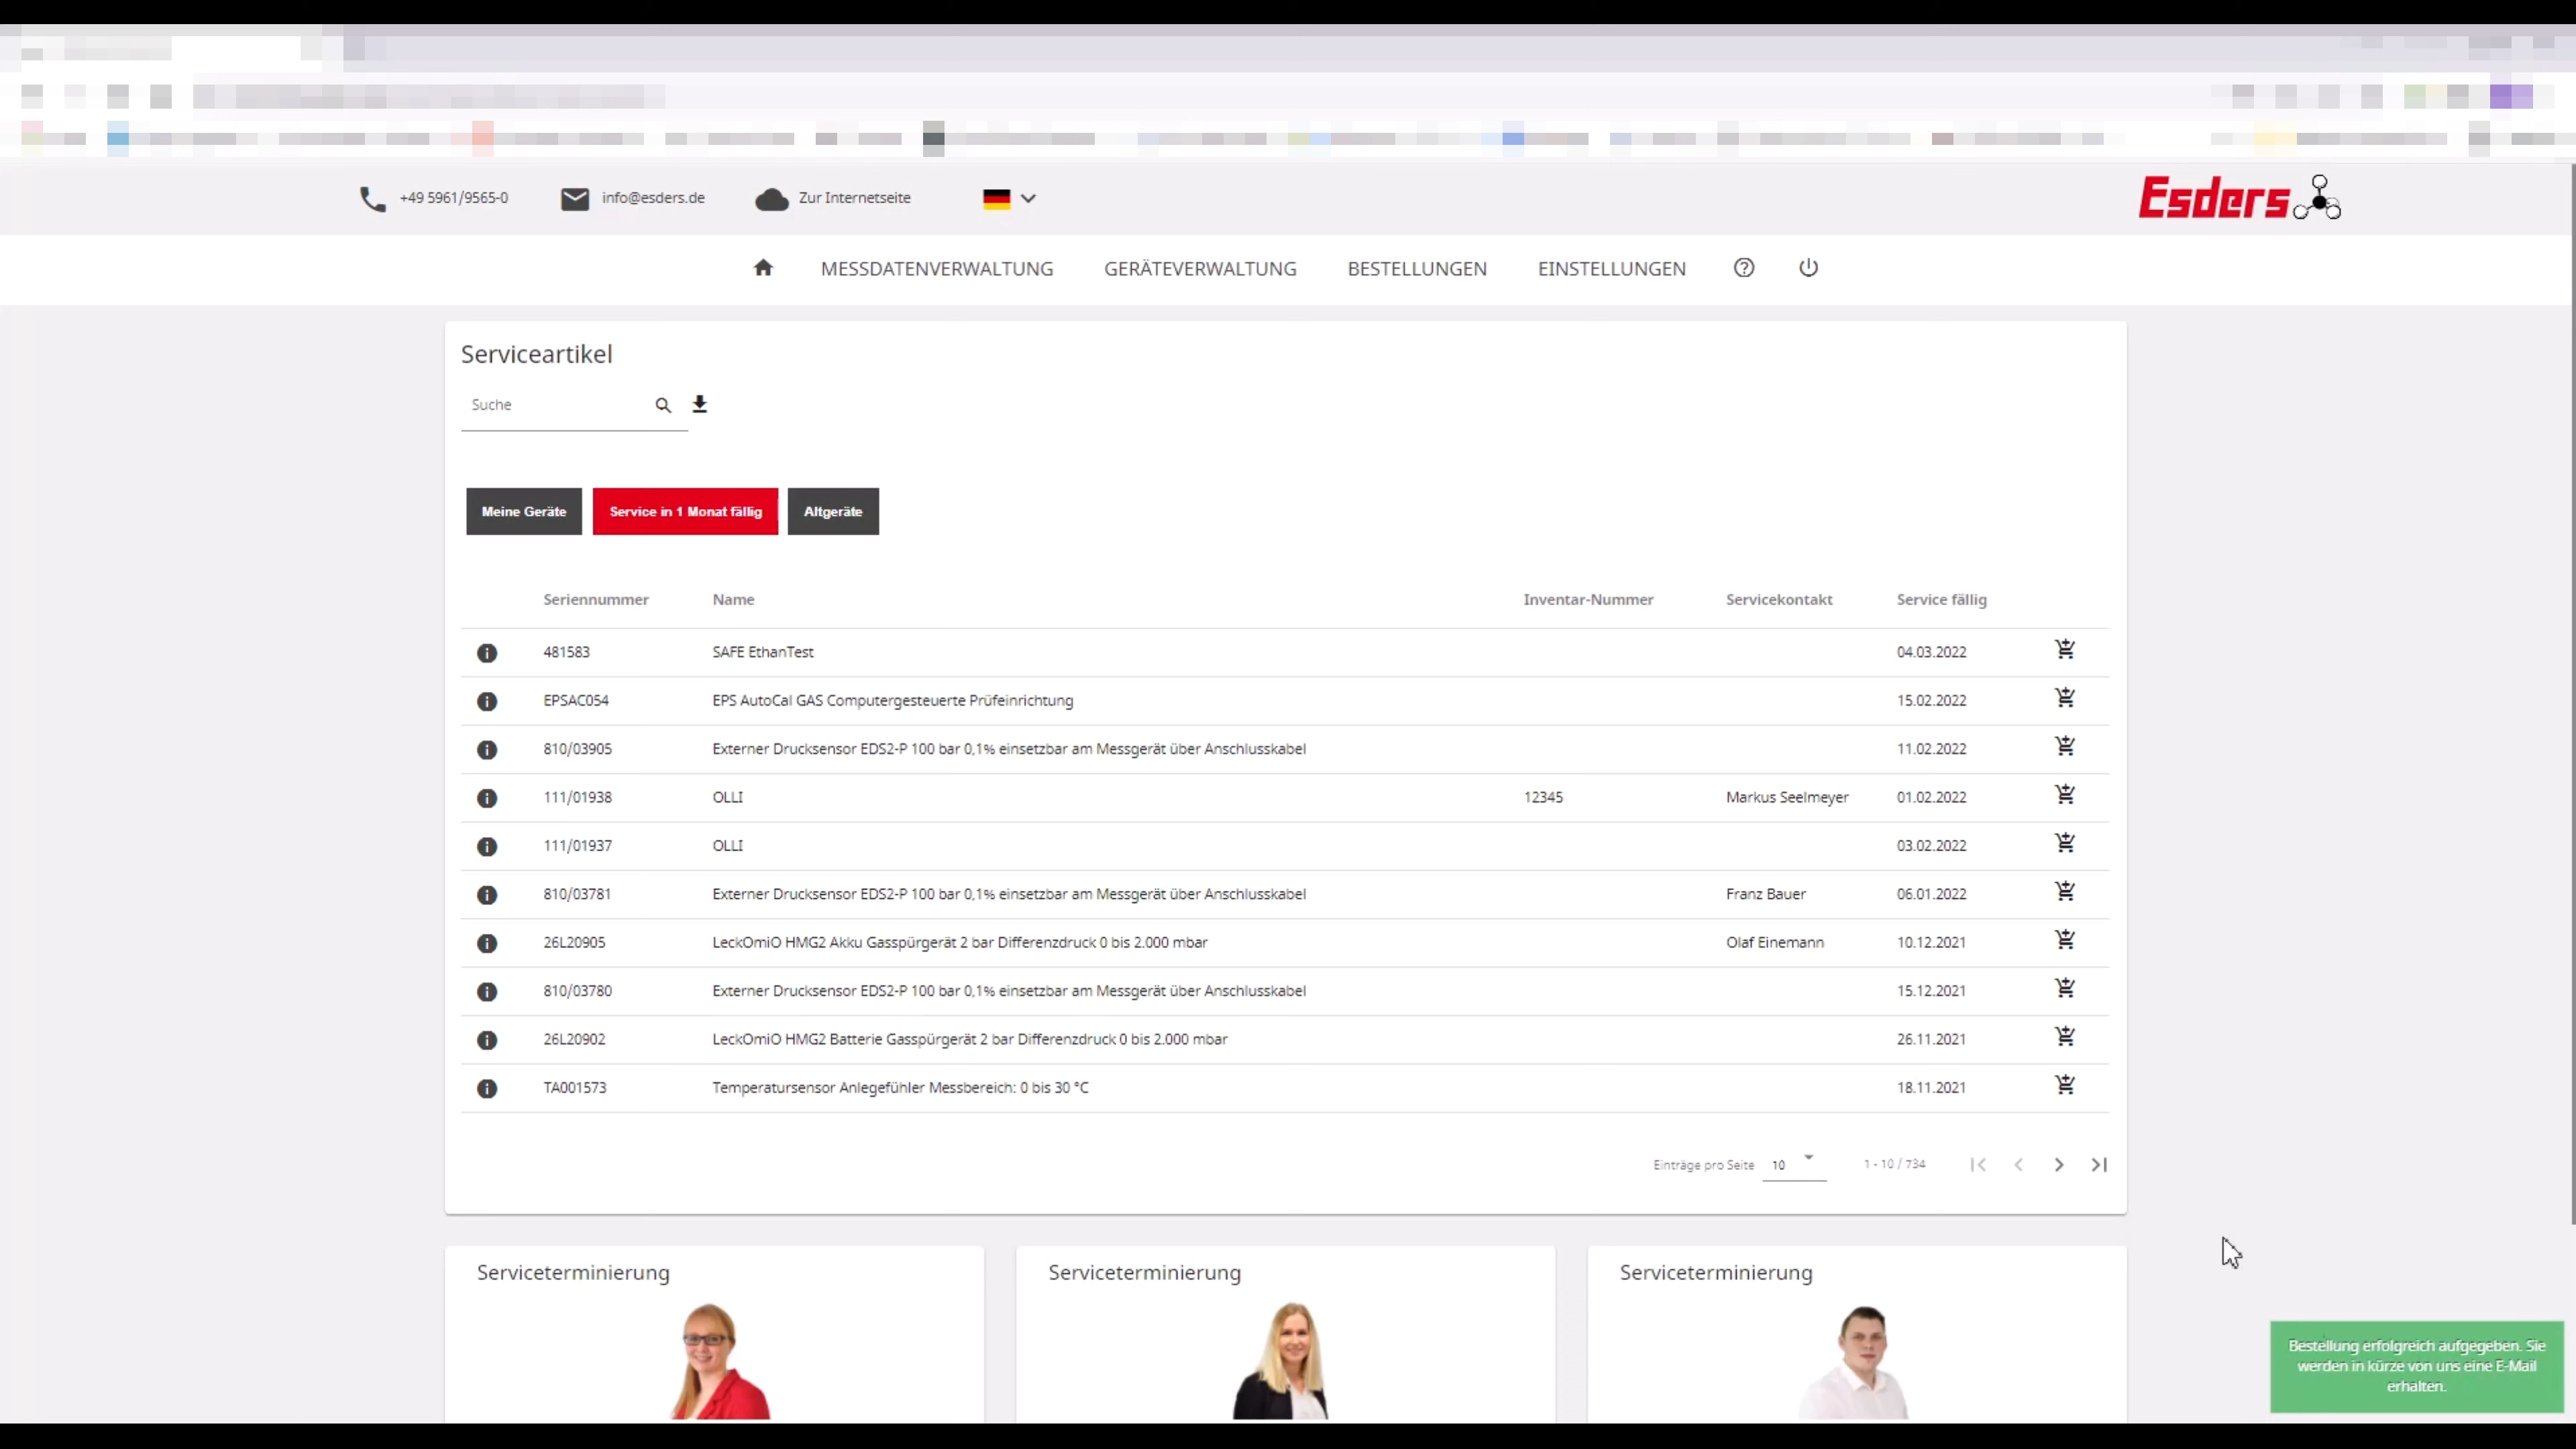 +49 5961/9565-0 info@esders.de Zur Internetseite Esders
MESSDATENVERWALTUNG GERÄTEVERWALTUNG BESTELLUNGEN EINSTELLUNGEN
Serviceartikel
Suche
Meine Geräte Service in 1 Monat fällig Altgeräte
Seriennummer Name Inventar-Nummer Servicekontakt Service fällig
481583 SAFE EthanTest 04.03.2022
EPSAC054 EPS AutoCal GAS Computergesteuerte Prüfeinrichtung 15.02.2022
810/03905 Externer Drucksensor EDS2-P 100 bar 0,1% einsetzbar am Messgerät über Anschlusskabel 11.02.2022
111/01938 OLLI 12345 Markus Seelmeyer 01.02.2022
111/01937 OLLI 03.02.2022
810/03781 Externer Drucksensor EDS2-P 100 bar 0,1% einsetzbar am Messgerät über Anschlusskabel Franz Bauer 06.01.2022
26L20905 LeckOmiO HMG2 Akku Gasspürgerät 2 bar Differenzdruck 0 bis 2.000 mbar Olaf Einemann 10.12.2021
810/03780 Externer Drucksensor EDS2-P 100 bar 0,1% einsetzbar am Messgerät über Anschlusskabel 15.12.2021
26L20902 LeckOmiO HMG2 Batterie Gasspürgerät 2 bar Differenzdruck 0 bis 2.000 mbar 26.11.2021
TA001573 Temperatursensor Anlegefühler Messbereich: 0 bis 30 °C 18.11.2021
Einträge pro Seite 10 1 - 10 / 734
Serviceterminierung Serviceterminierung Serviceterminierung
Bestellung erfolgreich aufgegeben. Sie
werden in kürze von uns eine E-Mail
erhalten.